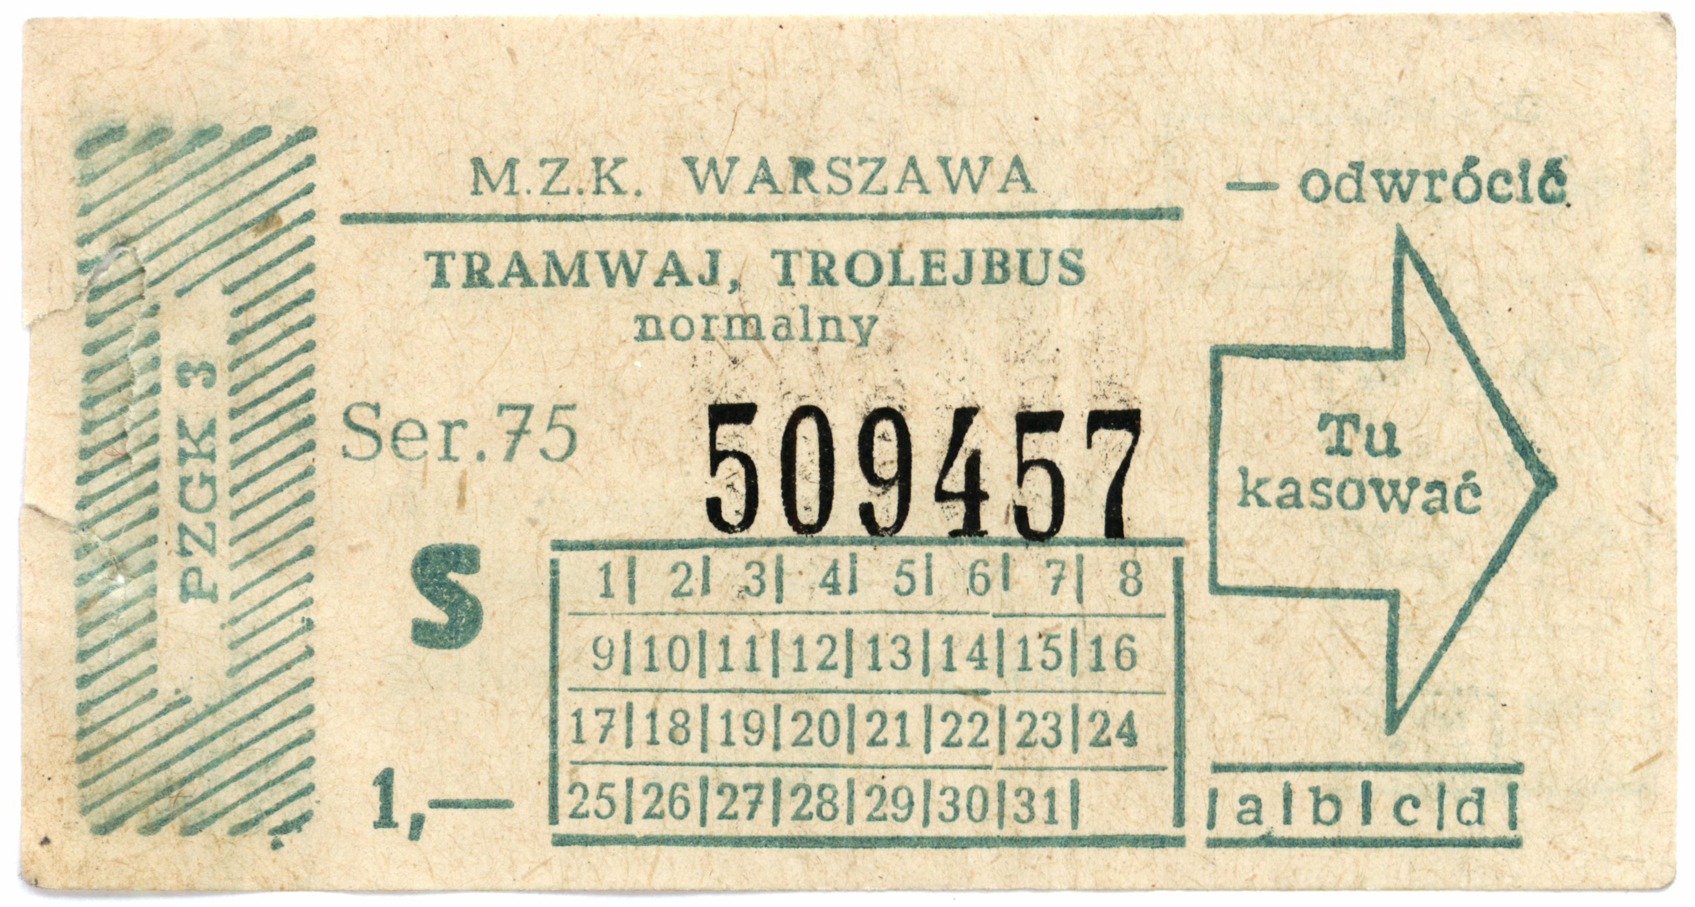 M.Z.K. WARSZAWA
TRAMWAJ, TROLEJBUS
normalny
Ser.75 509457
S
1,—
1| 2| 3| 4| 5| 6| 7| 8
9|10|11|12|13|14|15|16
17|18|19|20|21|22|23|24
25|26|27|28|29|30|31|
PZGK 3
— odwrócić
Tu
kasować
|a|b|c|d|